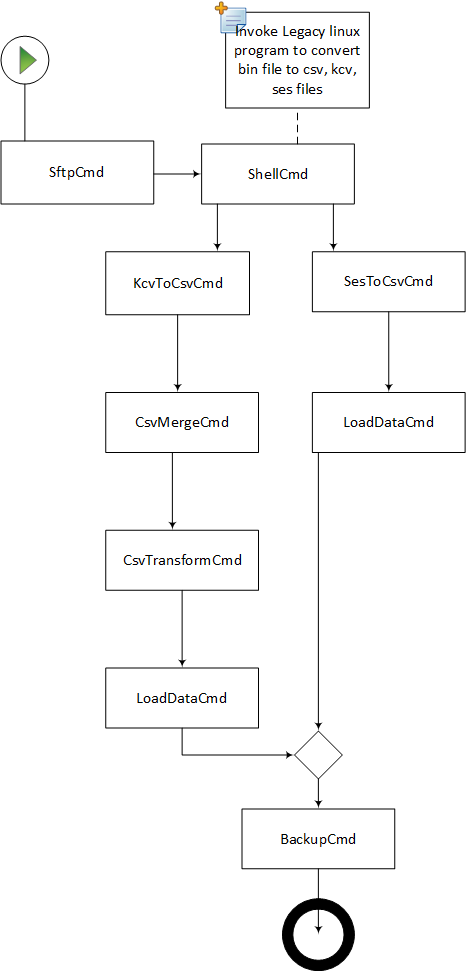 Invoke Legacy linux
program to convert
bin file to csv, kcv,
ses files
SftpCmd
ShellCmd
KcvToCsvCmd
SesToCsvCmd
CsvMergeCmd
LoadDataCmd
CsvTransformCmd
LoadDataCmd
BackupCmd